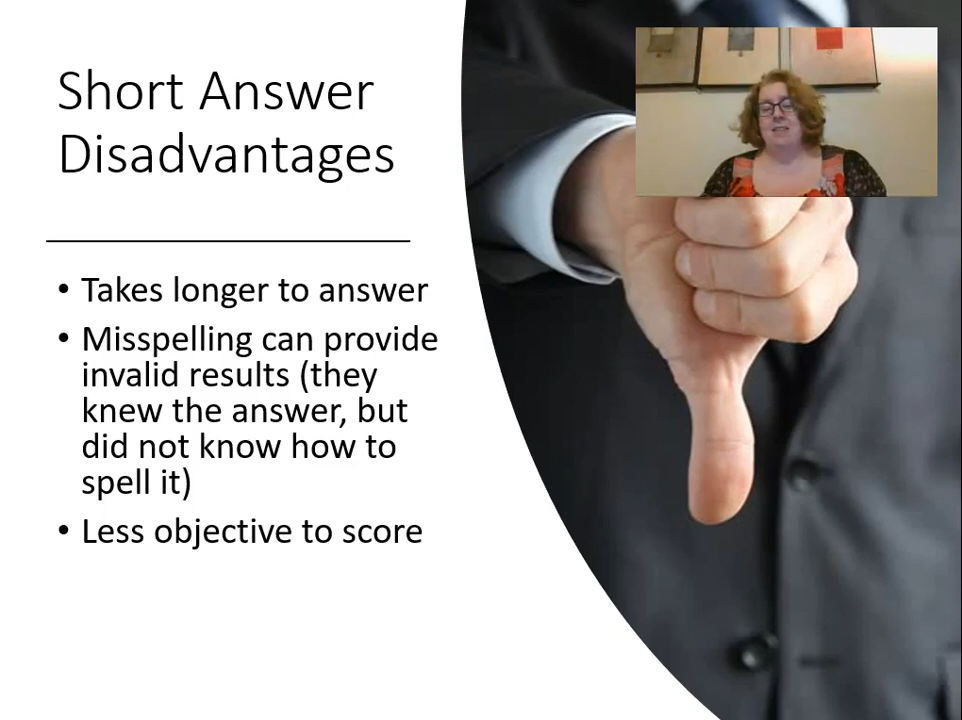 Short Answer
Disadvantages
• Takes longer to answer
• Misspelling can provide
invalid results (they
knew the answer, but
did not know how to
spell it)
• Less objective to score